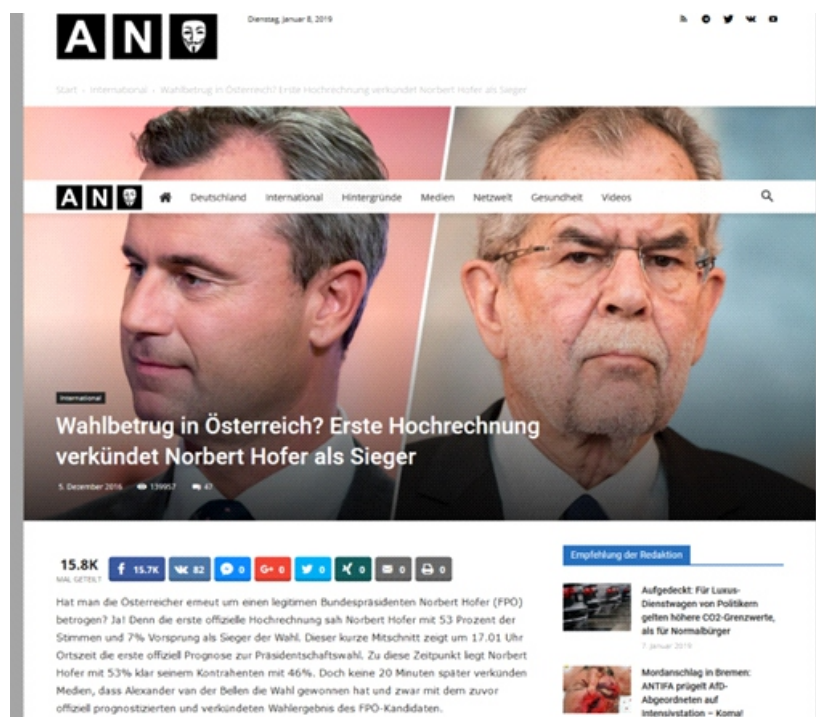 A N
Dienstag, Januar 8, 2019
Start › International › Wahlbetrug in Österreich? Erste Hochrechnung verkündet Norbert Hofer als Sieger
A N
Deutschland International Hintergründe Medien Netzwelt Gesundheit Videos
International
Wahlbetrug in Österreich? Erste Hochrechnung
verkündet Norbert Hofer als Sieger
5. Dezember 2016 139957 47
15.8K
MAL GETEILT
15.7K 82 0 G+ 0 0 0 0 0
Hat man die Österreicher erneut um einen legitimen Bundespräsidenten Norbert Hofer (FPÖ)
betrogen? Ja! Denn die erste offizielle Hochrechnung sah Norbert Hofer mit 53 Prozent der
Stimmen und 7% Vorsprung als Sieger der Wahl. Dieser kurze Mitschnitt zeigt um 17.01 Uhr
Ortszeit die erste offiziell Prognose zur Präsidentschaftswahl. Zu diese Zeitpunkt liegt Norbert
Hofer mit 53% klar seinem Kontrahenten mit 46%. Doch keine 20 Minuten später verkünden
Medien, dass Alexander van der Bellen die Wahl gewonnen hat und zwar mit dem zuvor
offiziell prognostizierten und verkündeten Wahlergebnis des FPÖ-Kandidaten.
Empfehlung der Redaktion
Aufgedeckt: Für Luxus-
Dienstwagen von Politikern
gelten höhere CO2-Grenzwerte,
als für Normalbürger
7. Januar 2019
Mordanschlag in Bremen:
ANTIFA prügelt AfD-
Abgeordneten auf
Intensivstation – Koma!